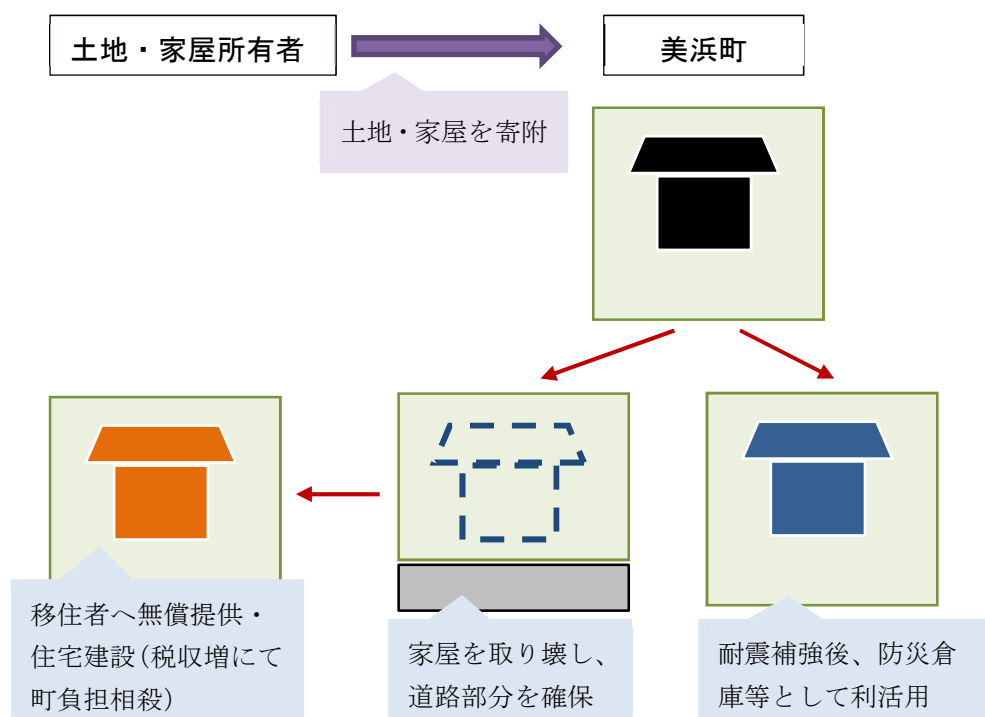 土地・家屋所有者
美浜町
土地・家屋を寄附
移住者へ無償提供・
住宅建設(税収増にて
町負担相殺)
家屋を取り壊し、
道路部分を確保
耐震補強後、防災倉
庫等として利活用